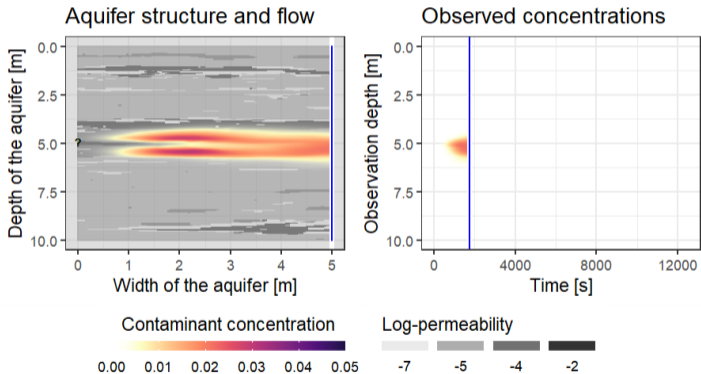 Aquifer structure and flow
Observed concentrations
Depth of the aquifer [m]
0.0
2.5
5.0
7.5
10.0
?
0 1 2 3 4 5
Width of the aquifer [m]
Observation depth [m]
0.0
2.5
5.0
7.5
10.0
0 4000 8000 12000
Time [s]
Contaminant concentration
0.00 0.01 0.02 0.03 0.04 0.05
Log-permeability
-7 -5 -4 -2